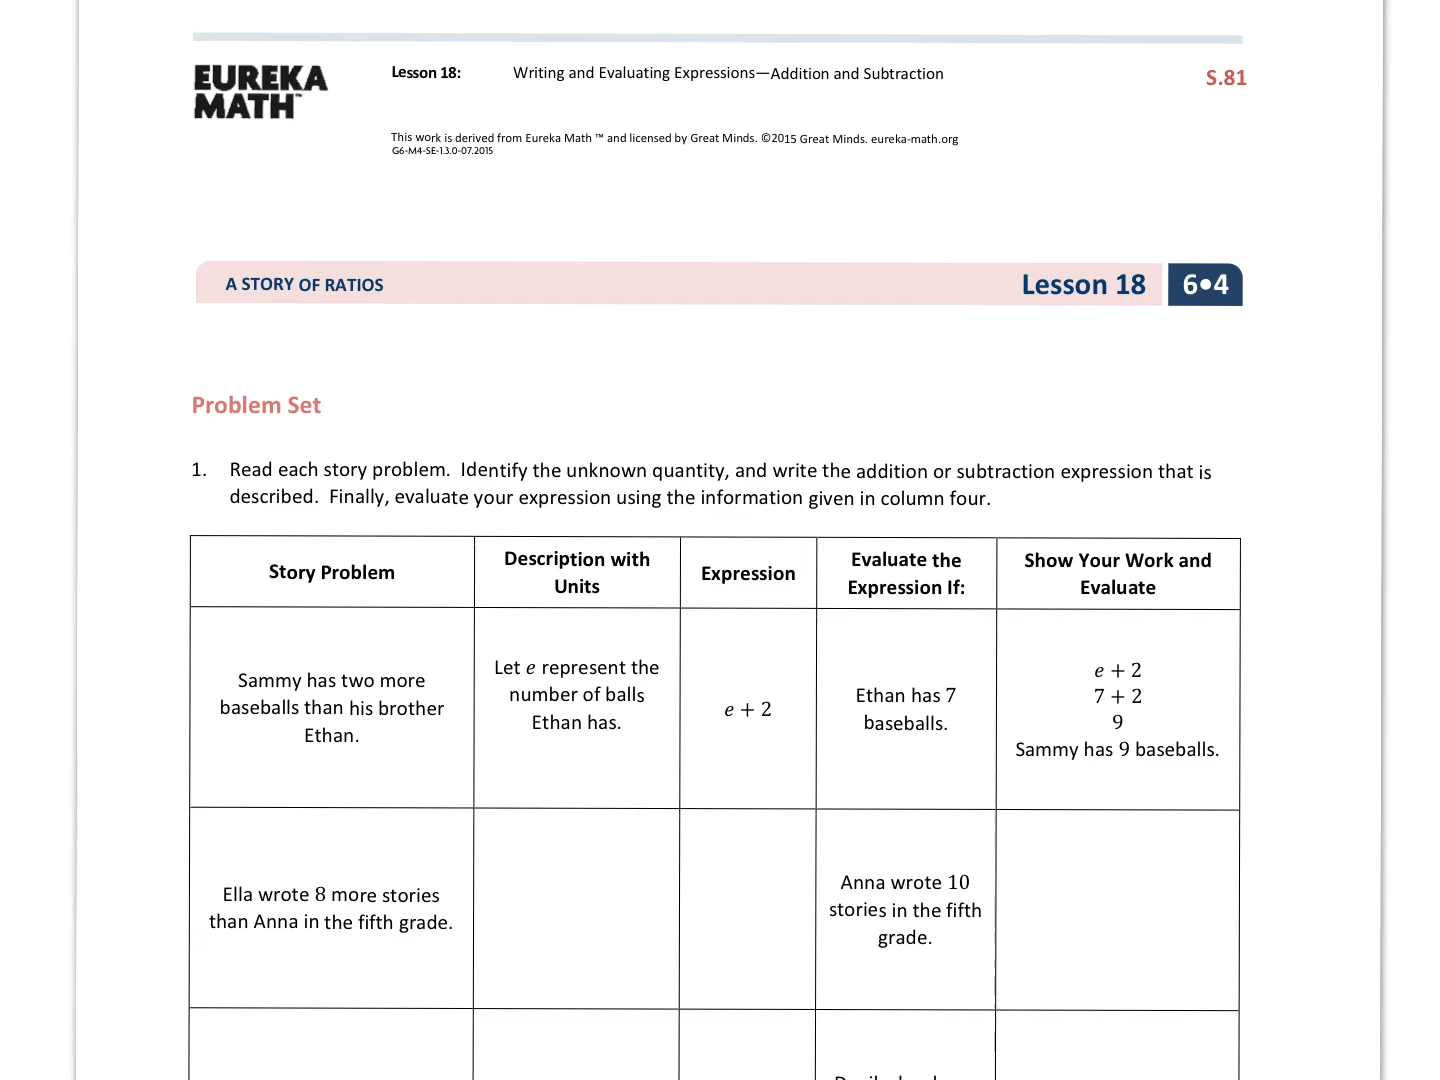 EUREKA
MATH™
Lesson 18: Writing and Evaluating Expressions—Addition and Subtraction
S.81
This work is derived from Eureka Math ™ and licensed by Great Minds. ©2015 Great Minds. eureka-math.org
G6-M4-SE-1.3.0-07.2015
A STORY OF RATIOS
Lesson 18
6•4
Problem Set
1. Read each story problem. Identify the unknown quantity, and write the addition or subtraction expression that is
described. Finally, evaluate your expression using the information given in column four.
Story Problem
Description with
Units
Expression
Evaluate the
Expression If:
Show Your Work and
Evaluate
Sammy has two more
baseballs than his brother
Ethan.
Let e represent the
number of balls
Ethan has.
e + 2
Ethan has 7
baseballs.
e + 2
7 + 2
9
Sammy has 9 baseballs.
Ella wrote 8 more stories
than Anna in the fifth grade.
Anna wrote 10
stories in the fifth
grade.